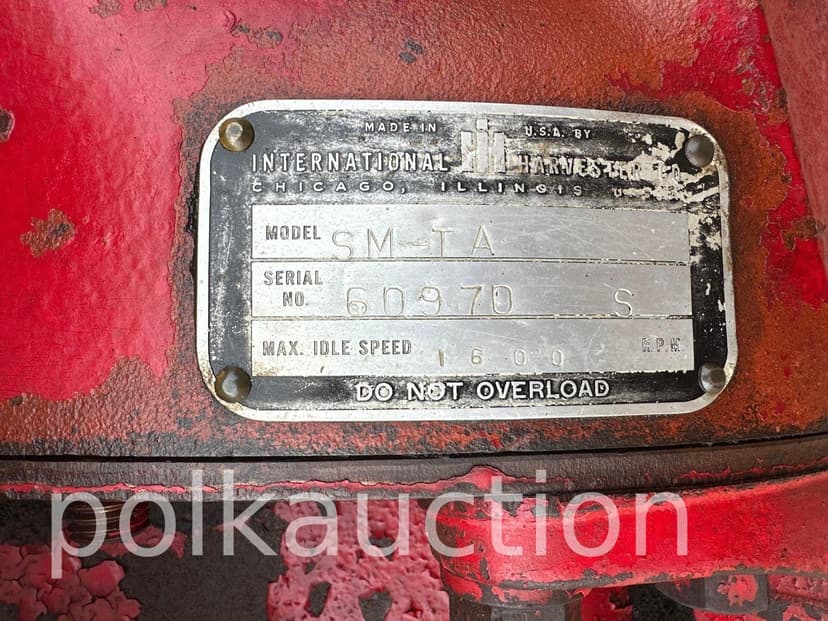 MADE IN U.S.A. BY
INTERNATIONAL IH HARVESTER CO.
CHICAGO, ILLINOIS
MODEL SM-TA
SERIAL NO. 60970 S
MAX. IDLE SPEED 1600 R.P.M.
DO NOT OVERLOAD
polkauction